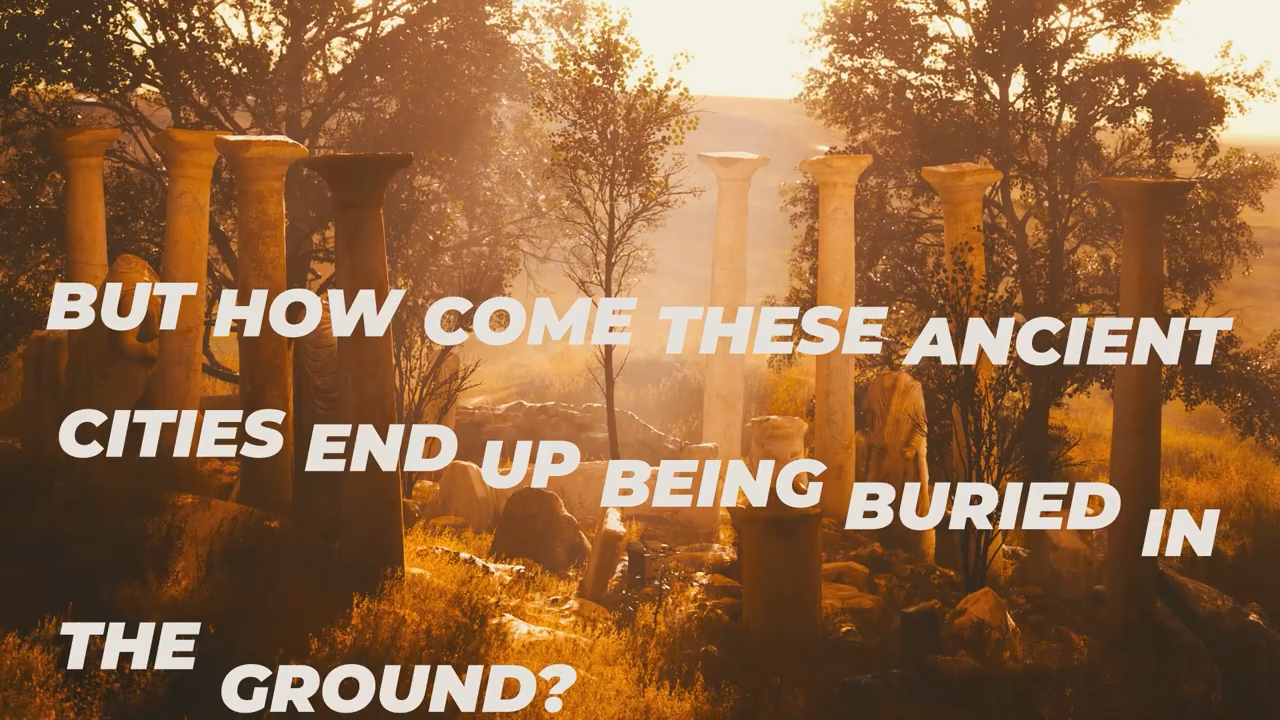 BUT HOW COME THESE ANCIENT
CITIES END UP BEING BURIED IN
THE GROUND?